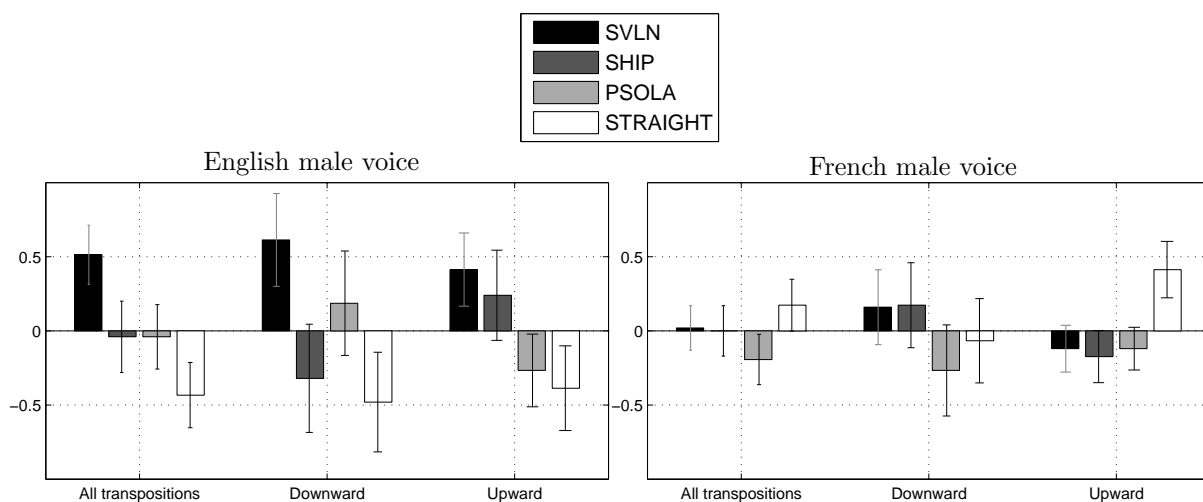 SVLN
SHIP
PSOLA
STRAIGHT
English male voice
French male voice
0.5
0
−0.5
All transpositions
Downward
Upward
0.5
0
−0.5
All transpositions
Downward
Upward